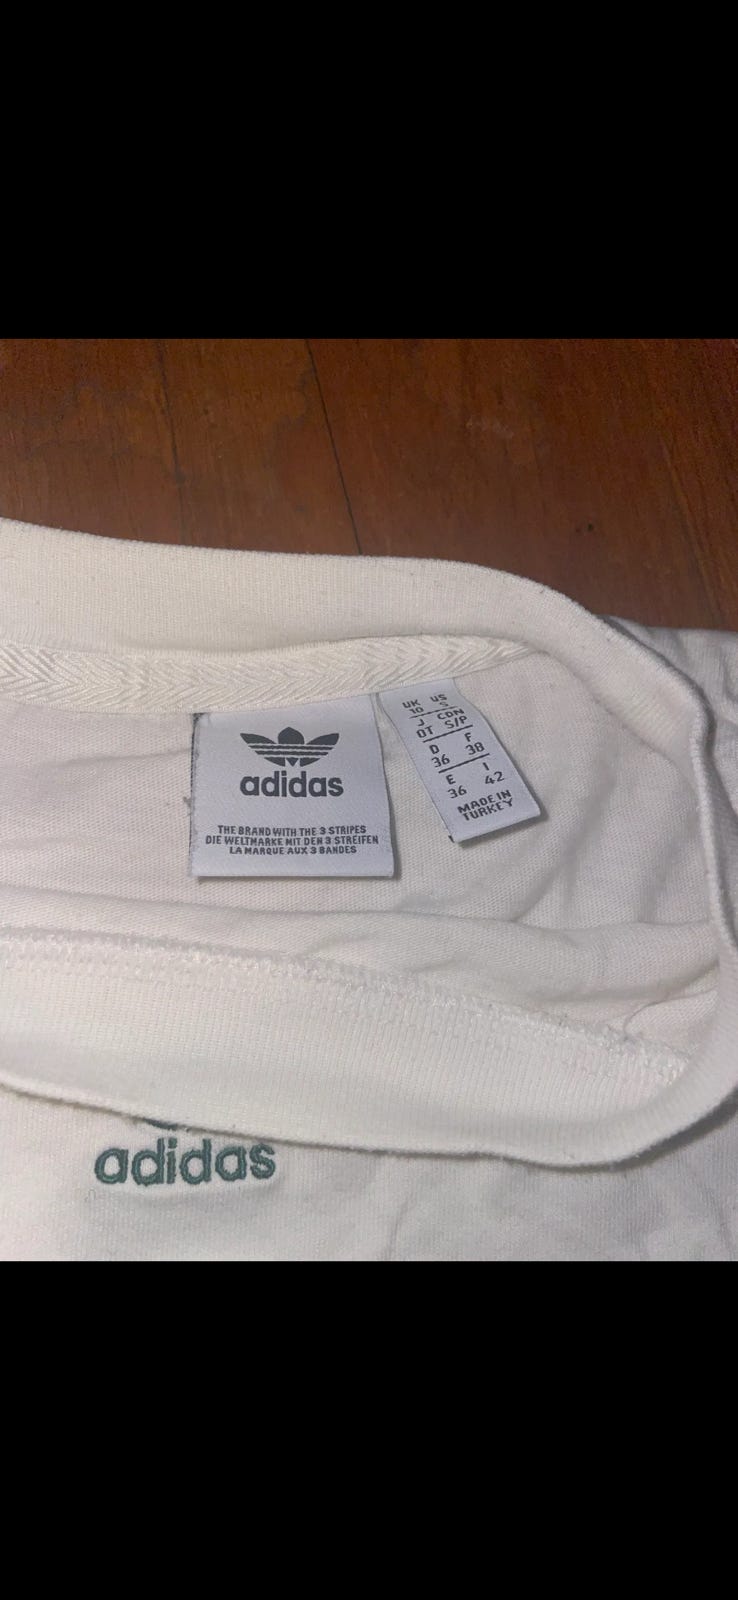 adidas
THE BRAND WITH THE 3 STRIPES
DIE WELTMARKE MIT DEN 3 STREIFEN
LA MARQUE AUX 3 BANDES
UK US
10 S
J CDN
OT S/P
D F
36 38
E I
36 42
MADE IN
TURKEY
adidas